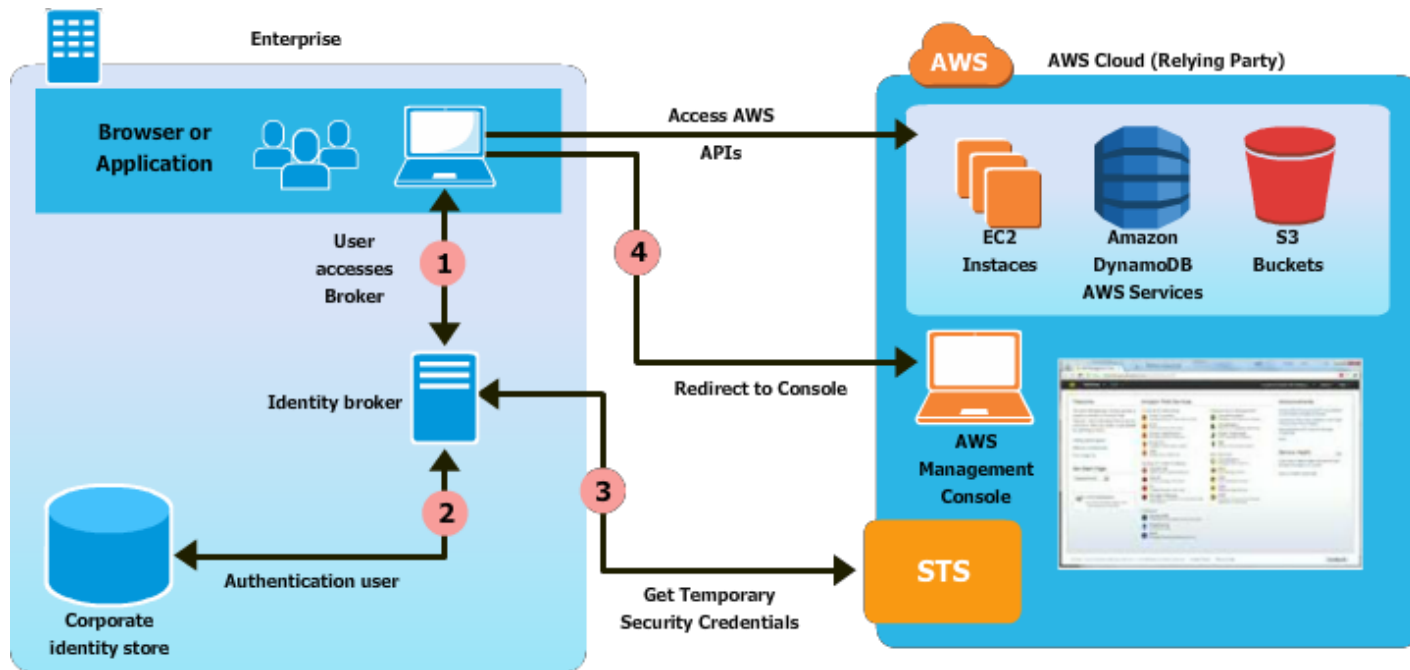 Enterprise
Browser or
Application
User
accesses
Broker
1
Identity broker
2
Authentication user
Corporate
identity store
Access AWS
APIs
4
Redirect to Console
3
Get Temporary
Security Credentials
AWS
AWS Cloud (Relying Party)
EC2
Instaces
Amazon
DynamoDB
AWS Services
S3
Buckets
AWS
Management
Console
STS